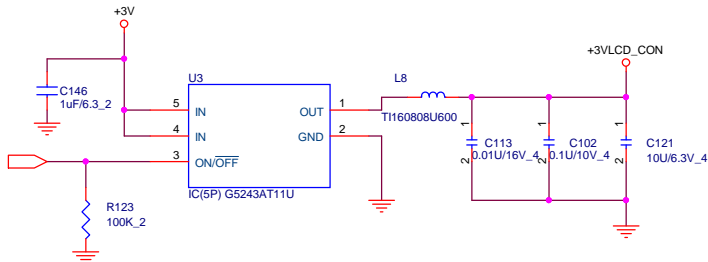 +3V
+3VLCD_CON
U3
L8
C146
1uF/6.3_2
5
IN
OUT
1
TI160808U600
4
IN
GND
2
1
1
1
C113
0.01U/16V_4
C102
0.1U/10V_4
C121
10U/6.3V_4
2
2
2
3
ON/OFF
IC(5P) G5243AT11U
R123
100K_2